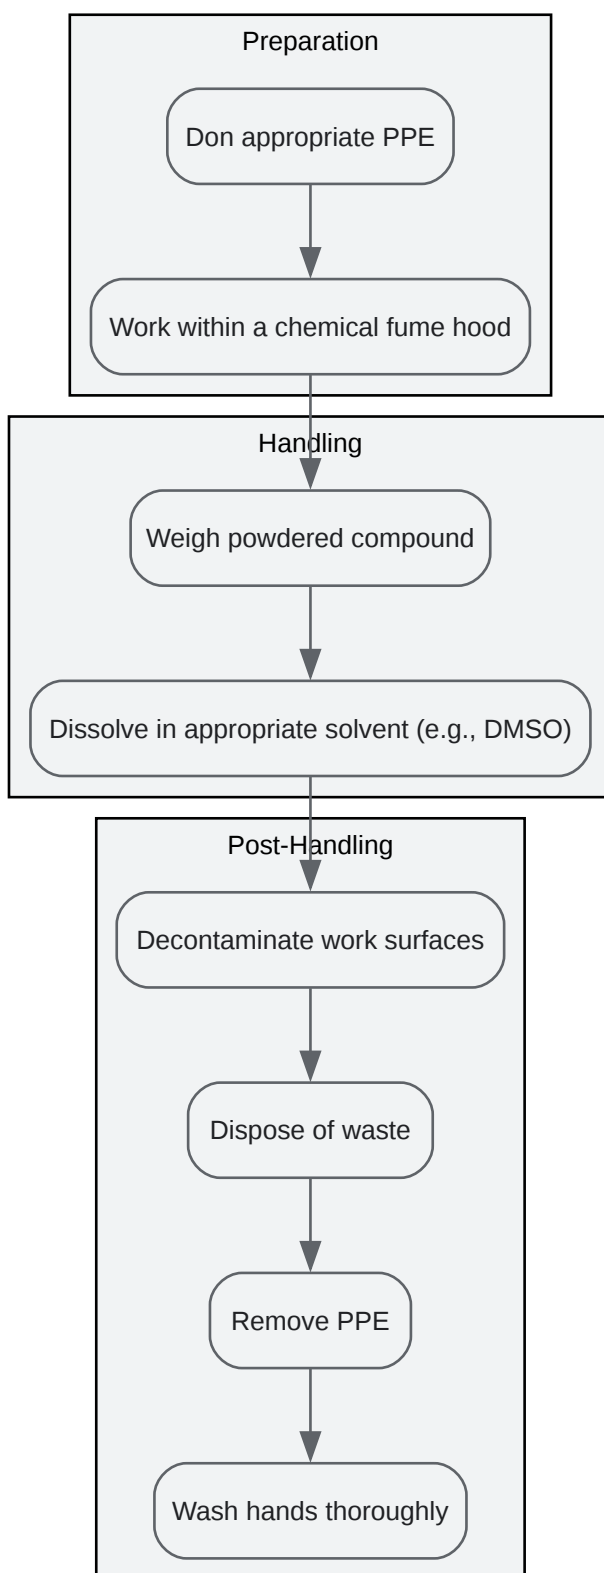 Preparation
Don appropriate PPE
Work within a chemical fume hood
Handling
Weigh powdered compound
Dissolve in appropriate solvent (e.g., DMSO)
Post-Handling
Decontaminate work surfaces
Dispose of waste
Remove PPE
Wash hands thoroughly